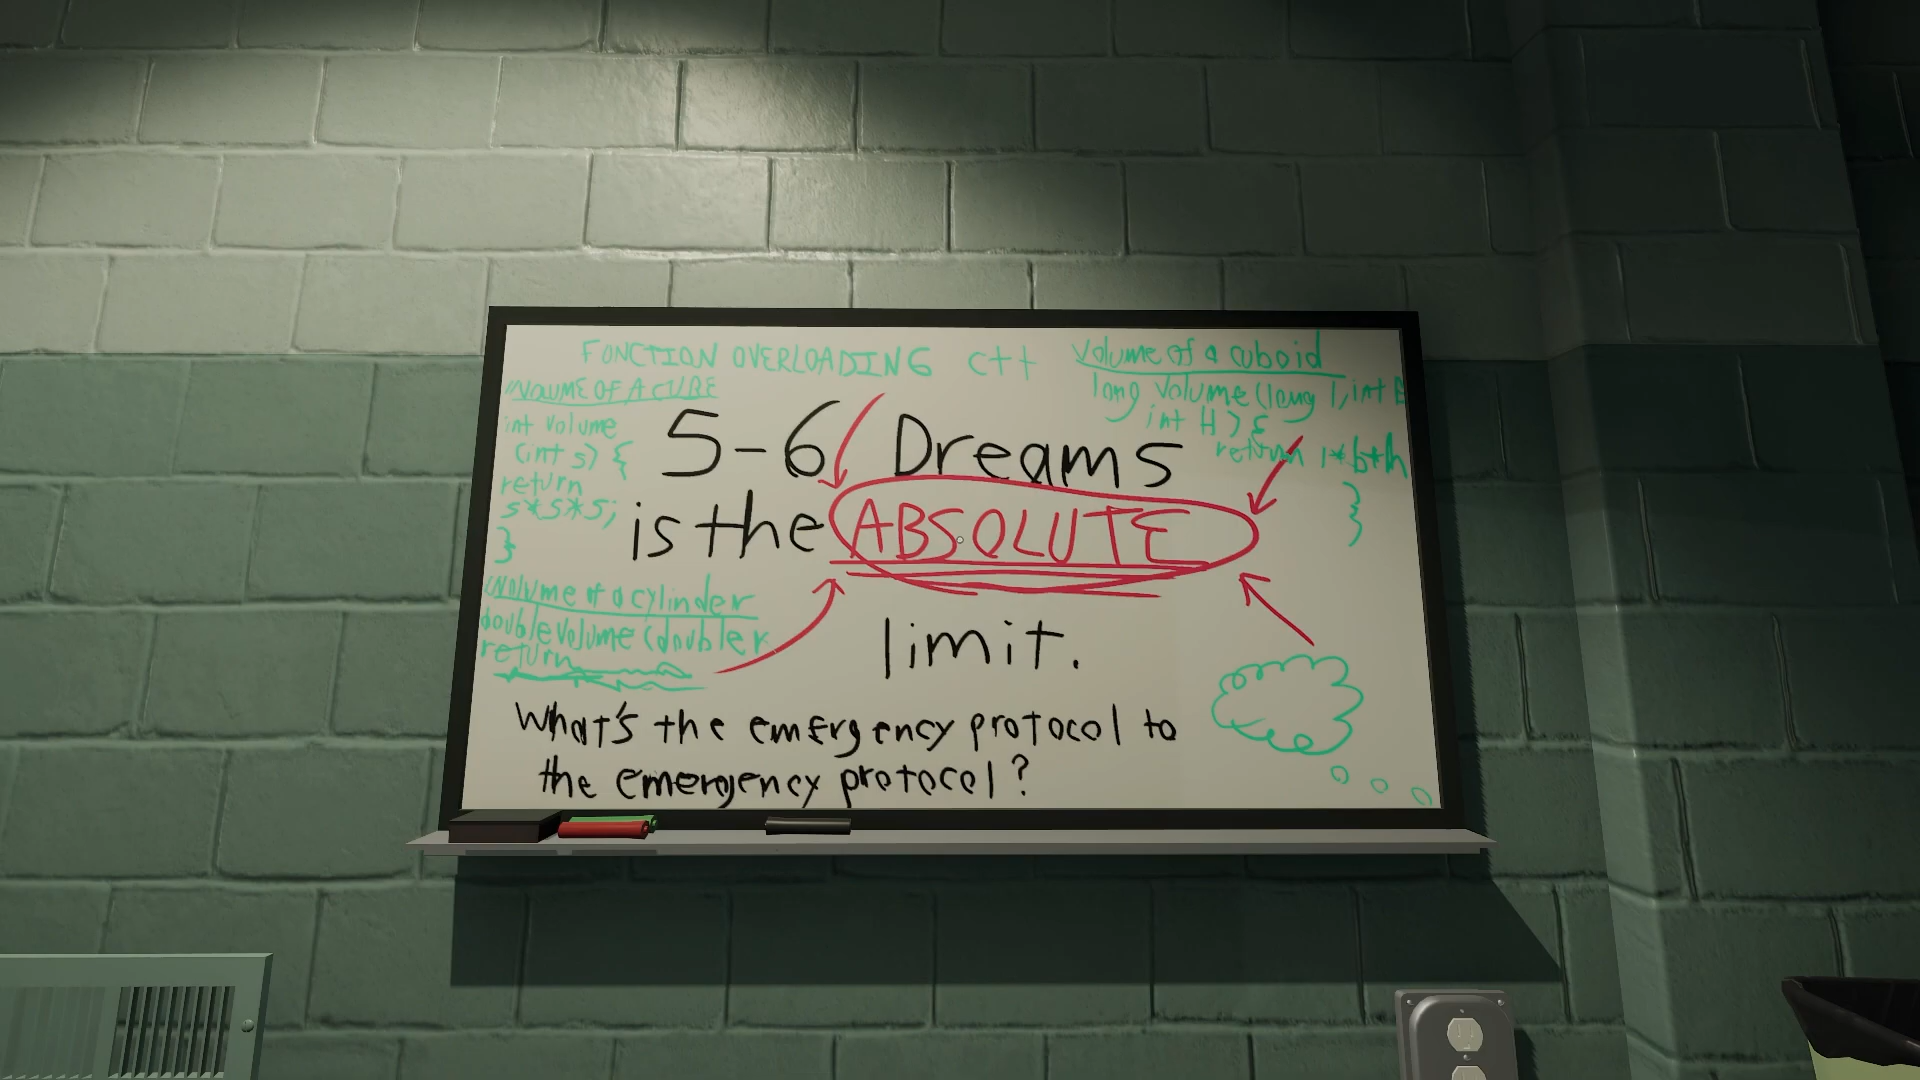 FUNCTION OVERLOADING C++
//VOLUME OF A CUBE
int volume
(int s) {
return
s*s*s;
}
Volume of a cuboid
long volume (long l, int B
int H) {
return l*b*h
}
}
5-6 Dreams
is the ABSOLUTE
limit.
//Volume of a cylinder
double volume (double r
return
What's the emergency protocol to
the emergency protocol?